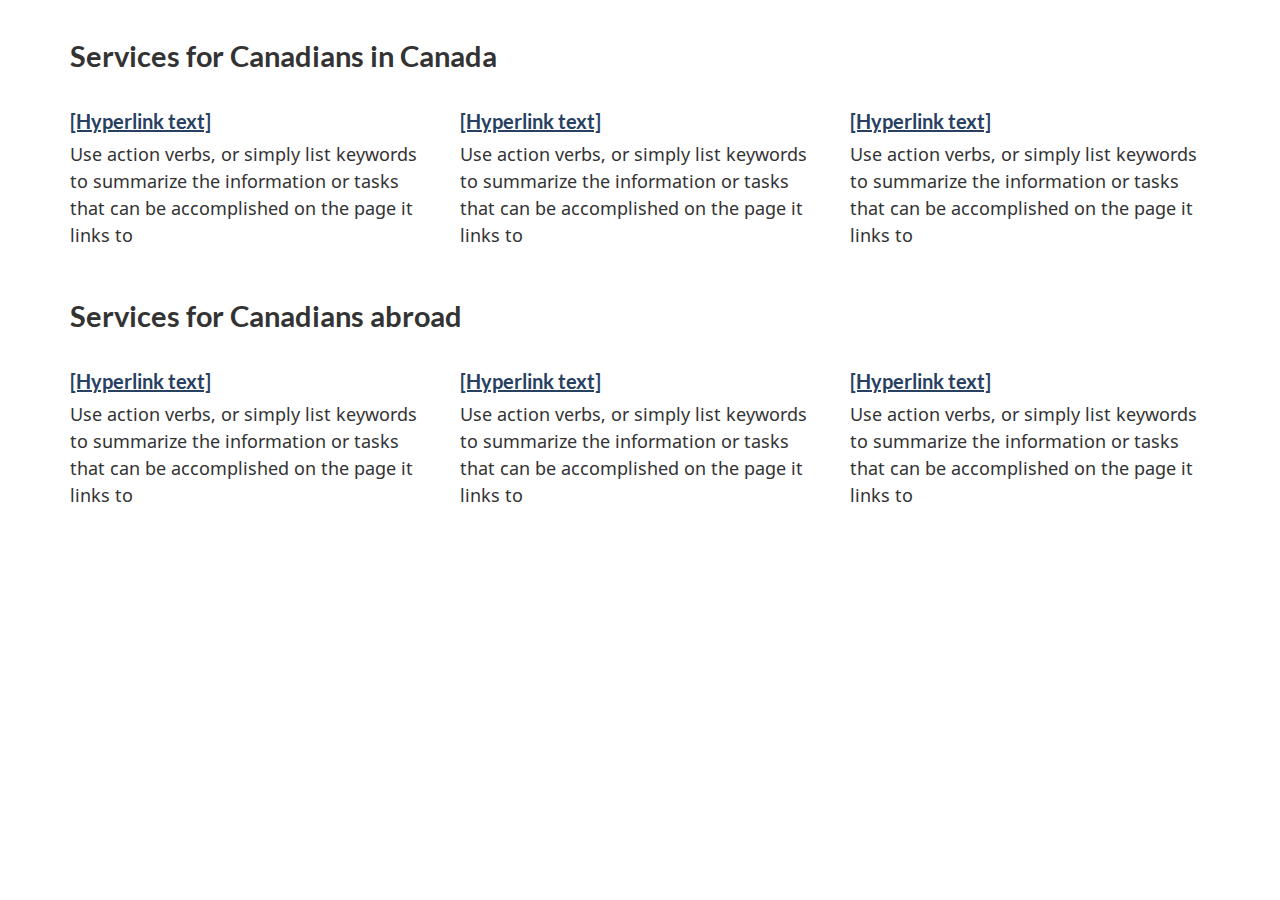 Services for Canadians in Canada
[Hyperlink text]
Use action verbs, or simply list keywords
to summarize the information or tasks
that can be accomplished on the page it
links to
[Hyperlink text]
Use action verbs, or simply list keywords
to summarize the information or tasks
that can be accomplished on the page it
links to
[Hyperlink text]
Use action verbs, or simply list keywords
to summarize the information or tasks
that can be accomplished on the page it
links to
Services for Canadians abroad
[Hyperlink text]
Use action verbs, or simply list keywords
to summarize the information or tasks
that can be accomplished on the page it
links to
[Hyperlink text]
Use action verbs, or simply list keywords
to summarize the information or tasks
that can be accomplished on the page it
links to
[Hyperlink text]
Use action verbs, or simply list keywords
to summarize the information or tasks
that can be accomplished on the page it
links to